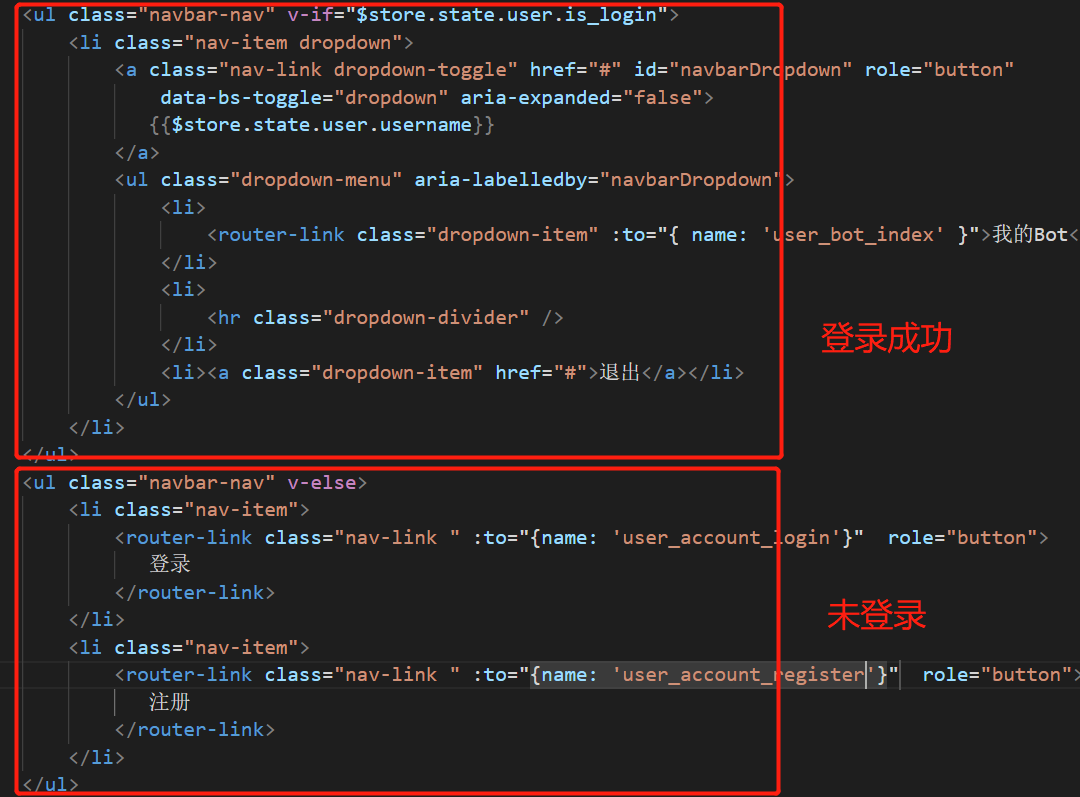 <ul class="navbar-nav" v-if="$store.state.user.is_login">
<li class="nav-item dropdown">
<a class="nav-link dropdown-toggle" href="#" id="navbarDropdown" role="button"
data-bs-toggle="dropdown" aria-expanded="false">
{{$store.state.user.username}}
</a>
<ul class="dropdown-menu" aria-labelledby="navbarDropdown">
<li>
<router-link class="dropdown-item" :to="{ name: 'user_bot_index' }">我的Bot<
</li>
<li>
<hr class="dropdown-divider" />
</li>
登录成功
<li><a class="dropdown-item" href="#">退出</a></li>
</ul>
</li>
</ul>
<ul class="navbar-nav" v-else>
<li class="nav-item">
<router-link class="nav-link " :to="{name: 'user_account_login'}"  role="button">
登录
</router-link>
</li>
未登录
<li class="nav-item">
<router-link class="nav-link " :to="{name: 'user_account_register'}"  role="button">
注册
</router-link>
</li>
</ul>